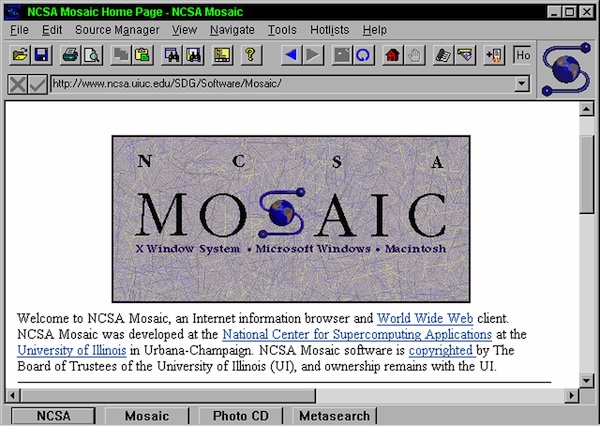 NCSA Mosaic Home Page - NCSA Mosaic
File Edit Source Manager View Navigate Tools Hotlists Help
Ho
http://www.ncsa.uiuc.edu/SDG/Software/Mosaic/
N C S A
MOSAIC
X Window System • Microsoft Windows • Macintosh
Welcome to NCSA Mosaic, an Internet information browser and World Wide Web client.
NCSA Mosaic was developed at the National Center for Supercomputing Applications at the
University of Illinois in Urbana-Champaign. NCSA Mosaic software is copyrighted by The
Board of Trustees of the University of Illinois (UI), and ownership remains with the UI.
NCSA Mosaic Photo CD Metasearch